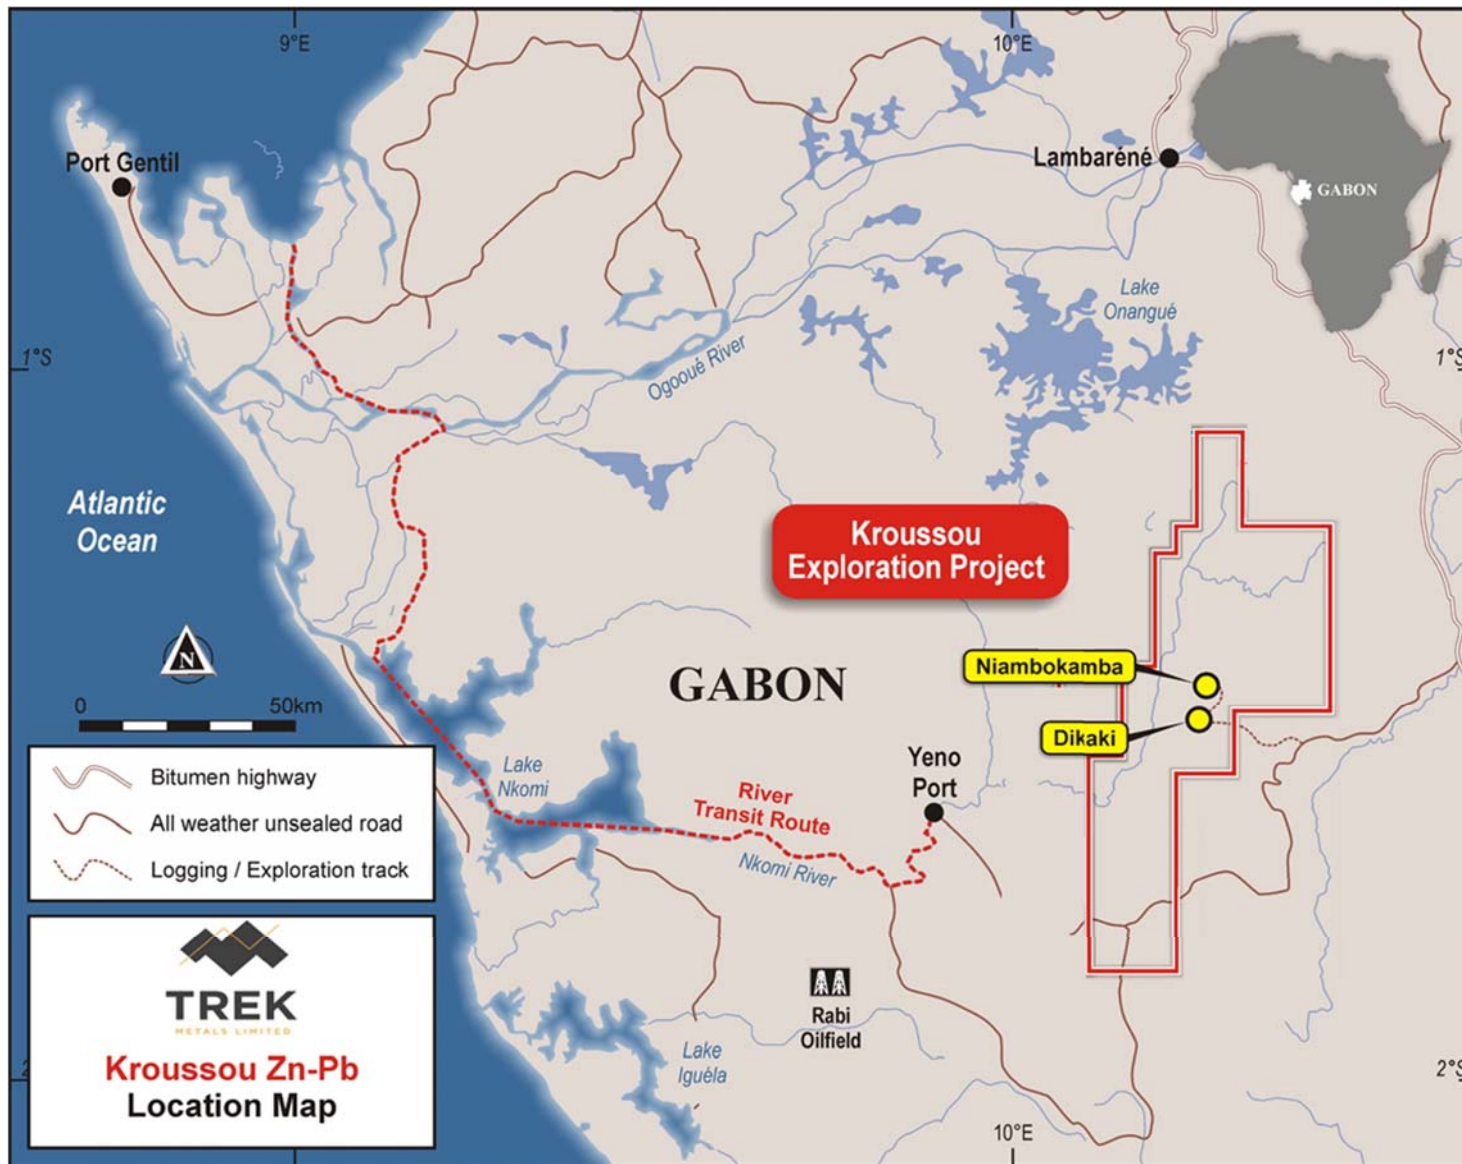 9°E
10°E
Port Gentil
Lambaréné
GABON
Lake
Onangué
1°S
1°S
Ogooué River
Atlantic
Ocean
Kroussou
Exploration Project
N
Niambokamba
GABON
0 50km
Dikaki
Yeno
Port
Lake
Nkomi
River
Transit Route
Nkomi River
Bitumen highway
All weather unsealed road
Logging / Exploration track
TREK
METALS LIMITED
Kroussou Zn-Pb
Location Map
Rabi
Oilfield
Lake
Iguéla
2°S
10°E